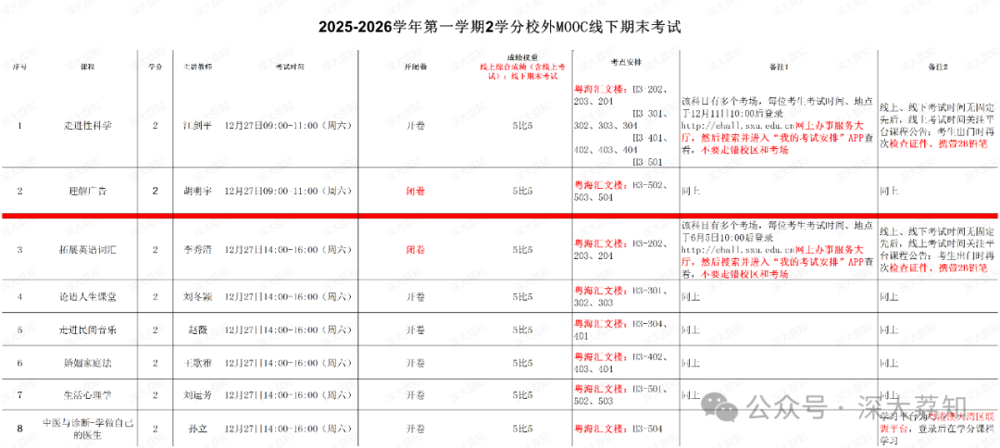 2025-2026学年第一学期2学分校外MOOC线下期末考试
序号 课程 学分 主讲教师 考试时间 开闭卷 成绩权重 线上综合成绩(含线上考试):线下期末考试 考点安排 备注1 备注2
1 走进性科学 2 江剑平 12月27日09:00-11:00(周六) 开卷 5比5
粤海汇文楼:H3-202、
203、204
H3 301、
302、303、304
H3 401、
402、403、404
H3 501
该科目有多个考场,每位考生考试时间、地点
于12月11日10:00后登录
http://ehall.szu.edu.cn网上办事服务大
厅,然后搜索并进入“我的考试安排”APP查
看,不要走错校区和考场
线上、线下考试时间无固定
先后,线上考试时间关注平
台课程公告;考生出门时再
次检查证件、携带2B铅笔
2 理解广告 2 胡明宇 12月27日09:00-11:00(周六) 闭卷 5比5
粤海汇文楼:H3-502、
503、504
同上 同上
3 拓展英语词汇 2 李秀清 12月27日14:00-16:00(周六) 闭卷 5比5
粤海汇文楼:H3-202、
203、204
该科目有多个考场,每位考生考试时间、地点
于6月5日10:00后登录
http://ehall.szu.edu.cn网上办事服务大
厅,然后搜索并进入“我的考试安排”APP查
看,不要走错校区和考场
线上、线下考试时间无固定
先后,线上考试时间关注平
台课程公告;考生出门时再
次检查证件、携带2B铅笔
4 论语人生课堂 2 刘冬颖 12月27日14:00-16:00(周六) 开卷 5比5
粤海汇文楼:H3-301、
302、303
同上 同上
5 走进民间音乐 2 赵薇 12月27日14:00-16:00(周六) 开卷 5比5
粤海汇文楼:H3-304、
401
同上 同上
6 婚姻家庭法 2 王歌雅 12月27日14:00-16:00(周六) 开卷 5比5
粤海汇文楼:H3-402、
403、404
同上 同上
7 生活心理学 2 刘运芳 12月27日14:00-16:00(周六) 开卷 5比5
粤海汇文楼:H3-501、
502、503
同上 同上
8 中医与诊断-学做自己的医生 2 孙立 12月27日14:00-16:00(周六) 开卷 5比5
粤海汇文楼:H3-504
学习平台为粤港澳大湾区联
盟平台,登录后在学分课栏
学习
公众号·深大荔知